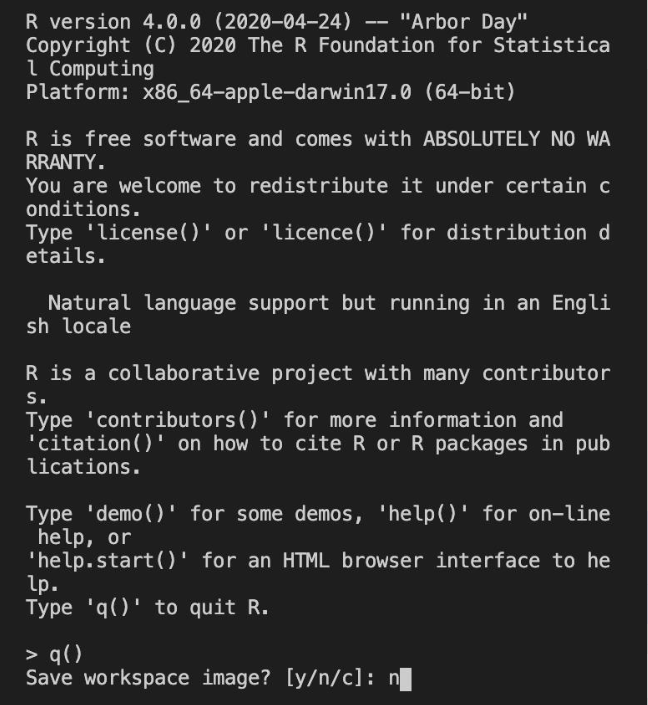 R version 4.0.0 (2020-04-24) -- "Arbor Day"
Copyright (C) 2020 The R Foundation for Statistica
l Computing
Platform: x86_64-apple-darwin17.0 (64-bit)

R is free software and comes with ABSOLUTELY NO WA
RRANTY.
You are welcome to redistribute it under certain c
onditions.
Type 'license()' or 'licence()' for distribution d
etails.

  Natural language support but running in an Engli
sh locale

R is a collaborative project with many contributor
s.
Type 'contributors()' for more information and
'citation()' on how to cite R or R packages in pub
lications.

Type 'demo()' for some demos, 'help()' for on-line
 help, or
'help.start()' for an HTML browser interface to he
lp.
Type 'q()' to quit R.

> q()
Save workspace image? [y/n/c]: n